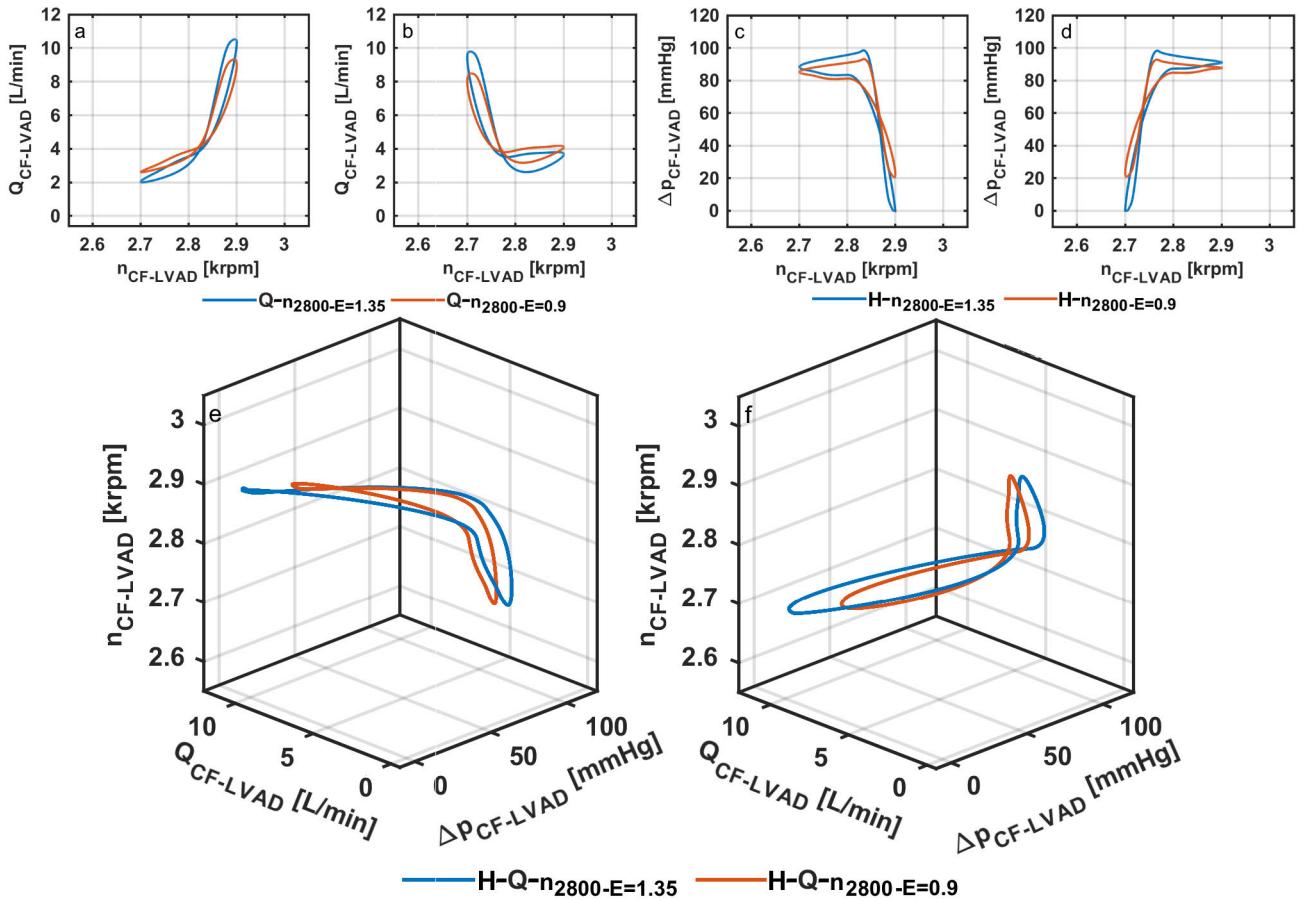 a
12
10
8
6
4
2
0
Q_CF-LVAD [L/min]
2.6 2.7 2.8 2.9 3
n_CF-LVAD [krpm]
b
12
10
8
6
4
2
0
Q_CF-LVAD [L/min]
2.6 2.7 2.8 2.9 3
n_CF-LVAD [krpm]
Q-n_2800-E=1.35 Q-n_2800-E=0.9
c
120
100
80
60
40
20
0
Δp_CF-LVAD [mmHg]
2.6 2.7 2.8 2.9 3
n_CF-LVAD [krpm]
d
120
100
80
60
40
20
0
Δp_CF-LVAD [mmHg]
2.6 2.7 2.8 2.9 3
n_CF-LVAD [krpm]
H-n_2800-E=1.35 H-n_2800-E=0.9
e
3
2.9
2.8
2.7
2.6
n_CF-LVAD [krpm]
10 5 0
Q_CF-LVAD [L/min]
0 50 100
Δp_CF-LVAD [mmHg]
f
3
2.9
2.8
2.7
2.6
n_CF-LVAD [krpm]
10 5 0
Q_CF-LVAD [L/min]
0 50 100
Δp_CF-LVAD [mmHg]
H-Q-n_2800-E=1.35 H-Q-n_2800-E=0.9